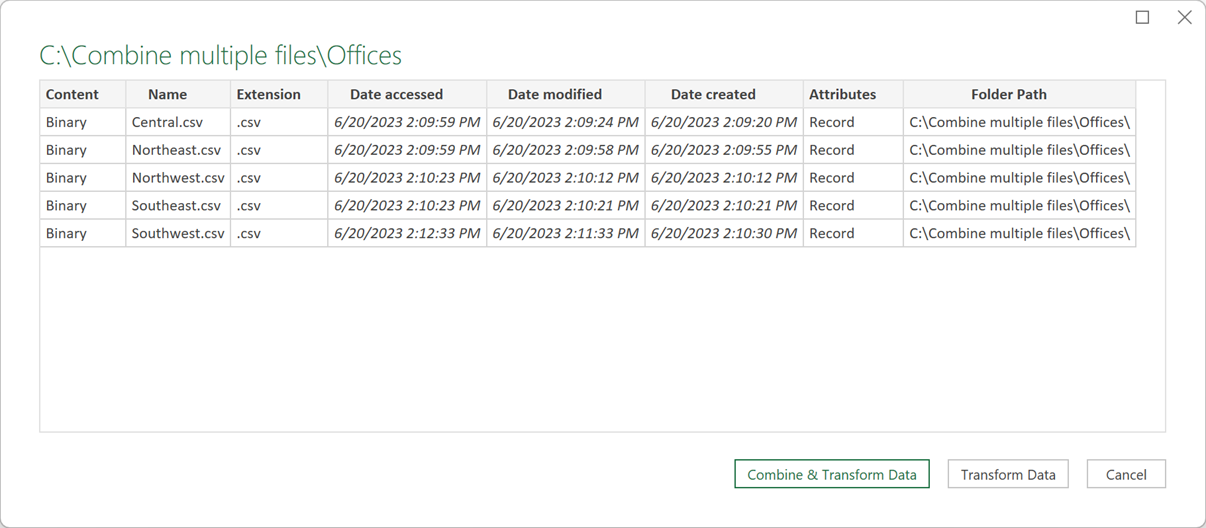 C:\Combine multiple files\Offices
Content Name Extension Date accessed Date modified Date created Attributes Folder Path
Binary Central.csv .csv 6/20/2023 2:09:59 PM 6/20/2023 2:09:24 PM 6/20/2023 2:09:20 PM Record C:\Combine multiple files\Offices\
Binary Northeast.csv .csv 6/20/2023 2:09:59 PM 6/20/2023 2:09:58 PM 6/20/2023 2:09:55 PM Record C:\Combine multiple files\Offices\
Binary Northwest.csv .csv 6/20/2023 2:10:23 PM 6/20/2023 2:10:12 PM 6/20/2023 2:10:12 PM Record C:\Combine multiple files\Offices\
Binary Southeast.csv .csv 6/20/2023 2:10:23 PM 6/20/2023 2:10:21 PM 6/20/2023 2:10:21 PM Record C:\Combine multiple files\Offices\
Binary Southwest.csv .csv 6/20/2023 2:12:33 PM 6/20/2023 2:11:33 PM 6/20/2023 2:10:30 PM Record C:\Combine multiple files\Offices\
Combine & Transform Data Transform Data Cancel